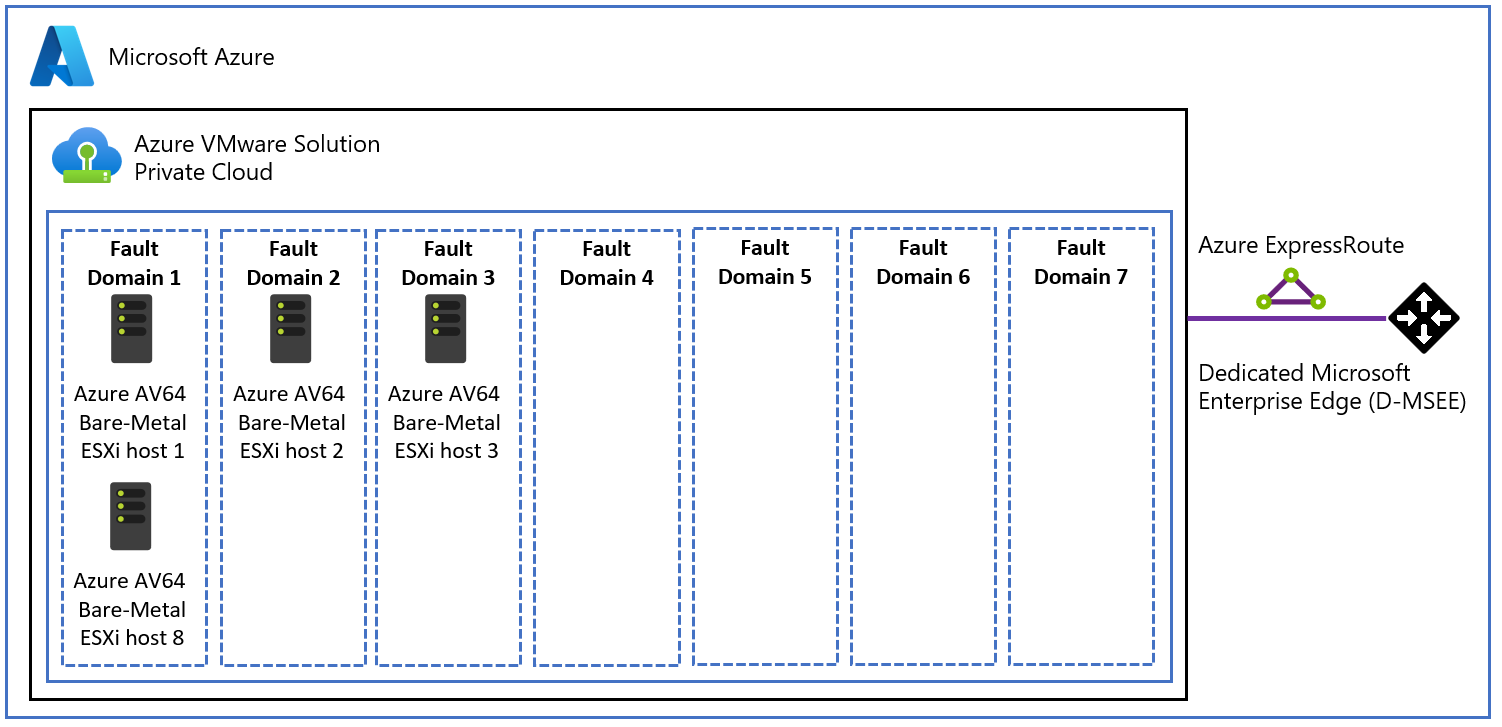 Microsoft Azure
Azure VMware Solution
Private Cloud
Fault
Domain 1
Fault
Domain 2
Fault
Domain 3
Fault
Domain 4
Fault
Domain 5
Fault
Domain 6
Fault
Domain 7
Azure AV64
Bare-Metal
ESXi host 1
Azure AV64
Bare-Metal
ESXi host 2
Azure AV64
Bare-Metal
ESXi host 3
Azure AV64
Bare-Metal
ESXi host 8
Azure ExpressRoute
Dedicated Microsoft
Enterprise Edge (D-MSEE)